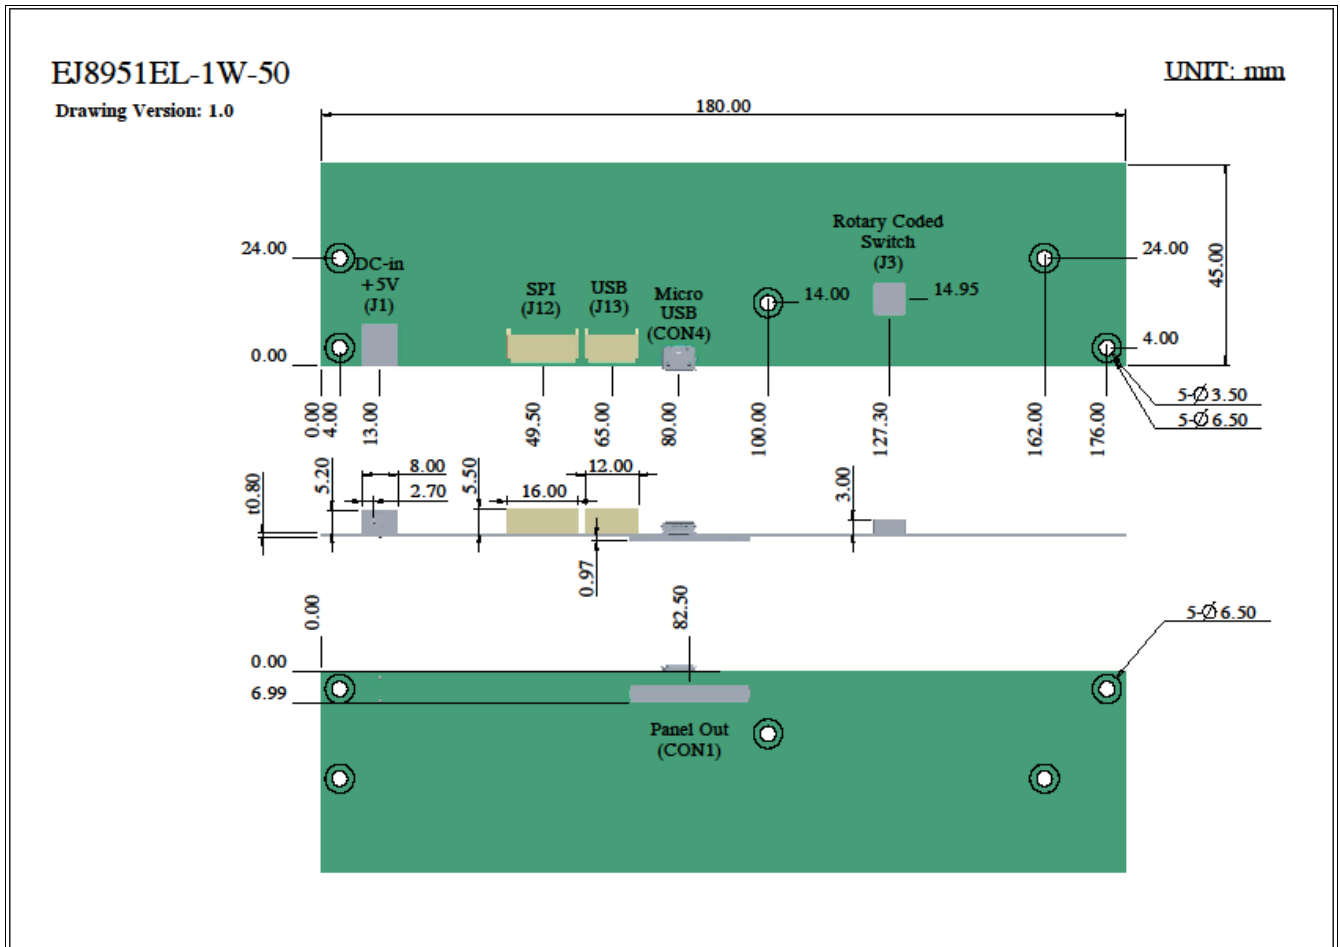 EJ8951EL-1W-50
UNIT: mm
Drawing Version: 1.0
180.00
45.00
Rotary Coded
Switch
(J3)
24.00
24.00
DC-in
+5V
(J1)
SPI
(J12)
USB
(J13)
Micro
USB
(CON4)
14.00
14.95
0.00
4.00
5-Ø 3.50
5-Ø 6.50
0.00
4.00
13.00
49.50
65.00
80.00
100.00
127.30
162.00
176.00
t0.80
5.20
8.00
2.70
5.50
16.00
12.00
3.00
0.97
0.00
82.50
5-Ø 6.50
0.00
6.99
Panel Out
(CON1)